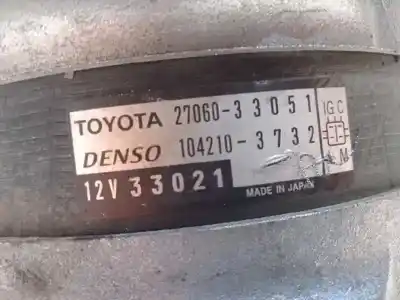 TOYOTA 27060-33051 IG C
DENSO 104210-3732
L M
12V 33021 MADE IN JAPAN